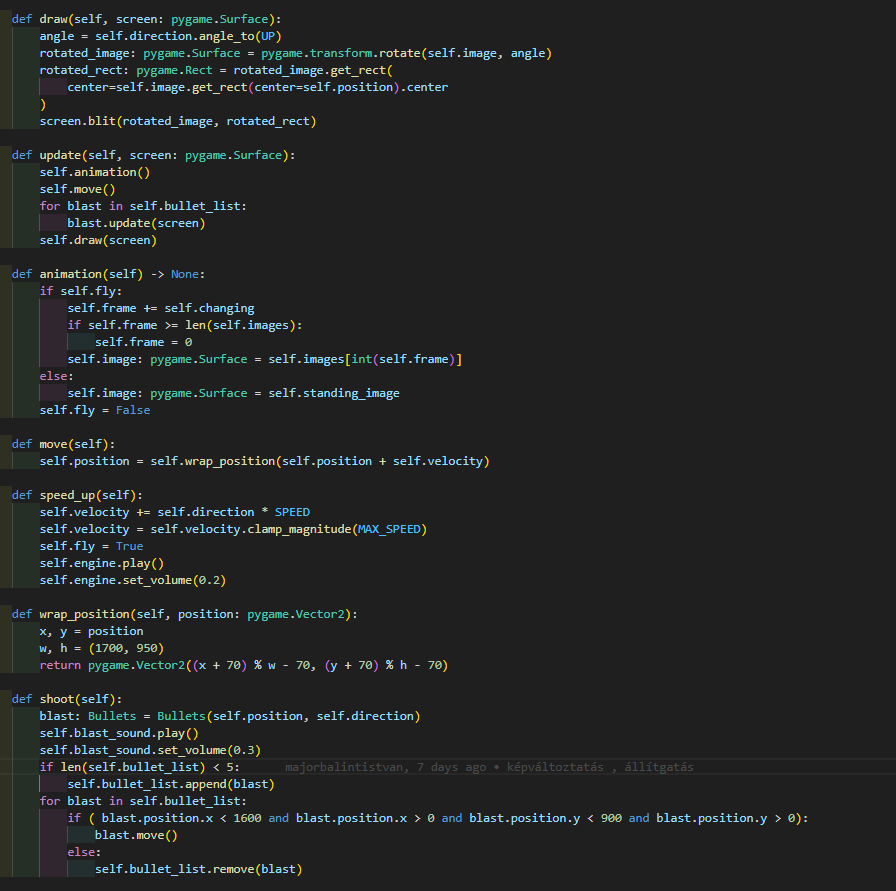 def draw(self, screen: pygame.Surface):
    angle = self.direction.angle_to(UP)
    rotated_image: pygame.Surface = pygame.transform.rotate(self.image, angle)
    rotated_rect: pygame.Rect = rotated_image.get_rect(
        center=self.image.get_rect(center=self.position).center
    )
    screen.blit(rotated_image, rotated_rect)

def update(self, screen: pygame.Surface):
    self.animation()
    self.move()
    for blast in self.bullet_list:
        blast.update(screen)
    self.draw(screen)

def animation(self) -> None:
    if self.fly:
        self.frame += self.changing
        if self.frame >= len(self.images):
            self.frame = 0
        self.image: pygame.Surface = self.images[int(self.frame)]
    else:
        self.image: pygame.Surface = self.standing_image
    self.fly = False

def move(self):
    self.position = self.wrap_position(self.position + self.velocity)

def speed_up(self):
    self.velocity += self.direction * SPEED
    self.velocity = self.velocity.clamp_magnitude(MAX_SPEED)
    self.fly = True
    self.engine.play()
    self.engine.set_volume(0.2)

def wrap_position(self, position: pygame.Vector2):
    x, y = position
    w, h = (1700, 950)
    return pygame.Vector2((x + 70) % w - 70, (y + 70) % h - 70)

def shoot(self):
    blast: Bullets = Bullets(self.position, self.direction)
    self.blast_sound.play()
    self.blast_sound.set_volume(0.3)
    if len(self.bullet_list) < 5:      majorbalintistvan, 7 days ago • képváltoztatás , állítgatás
        self.bullet_list.append(blast)
    for blast in self.bullet_list:
        if ( blast.position.x < 1600 and blast.position.x > 0 and blast.position.y < 900 and blast.position.y > 0):
            blast.move()
        else:
            self.bullet_list.remove(blast)